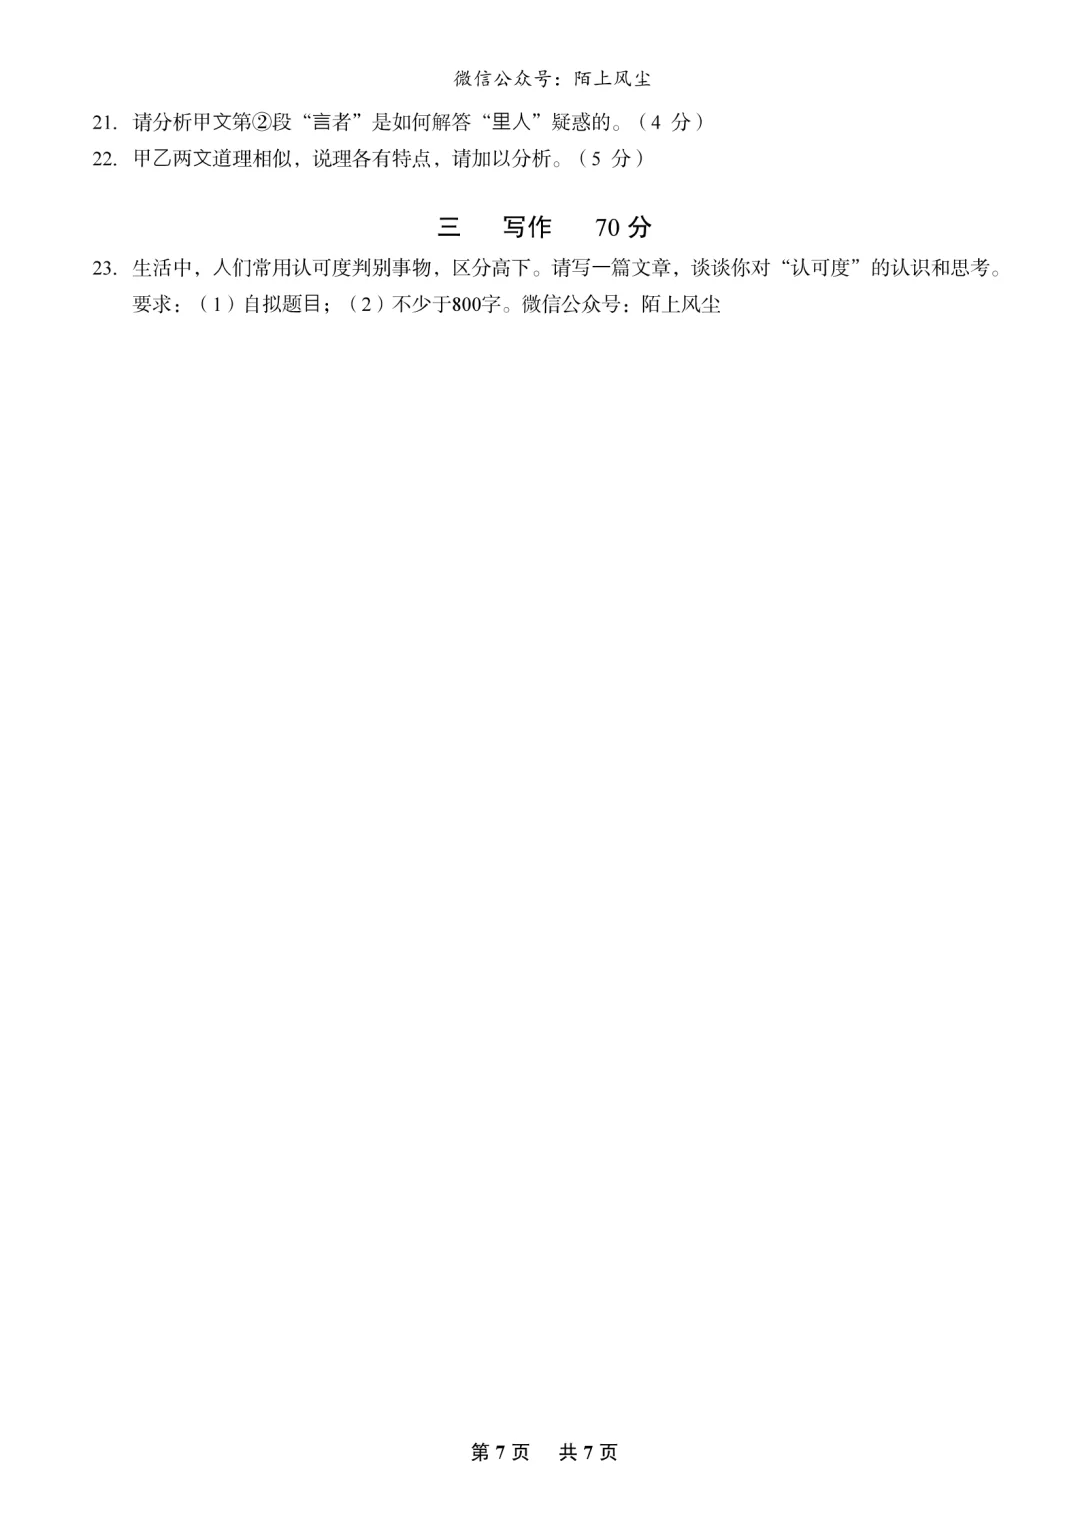 微信公众号：陌上风尘
21. 请分析甲文第②段“言者”是如何解答“里人”疑惑的。（4 分）
22. 甲乙两文道理相似，说理各有特点，请加以分析。（5 分）
三 写作 70 分
23. 生活中，人们常用认可度判别事物，区分高下。请写一篇文章，谈谈你对“认可度”的认识和思考。
要求：（1）自拟题目；（2）不少于800字。微信公众号：陌上风尘
第 7 页 共 7 页